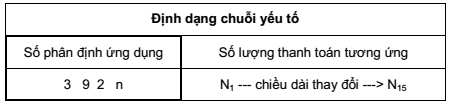 Định dạng chuỗi yếu tố
Số phân định ứng dụng Số lượng thanh toán tương ứng
3 9 2 n N₁ --- chiều dài thay đổi ---> N₁₅